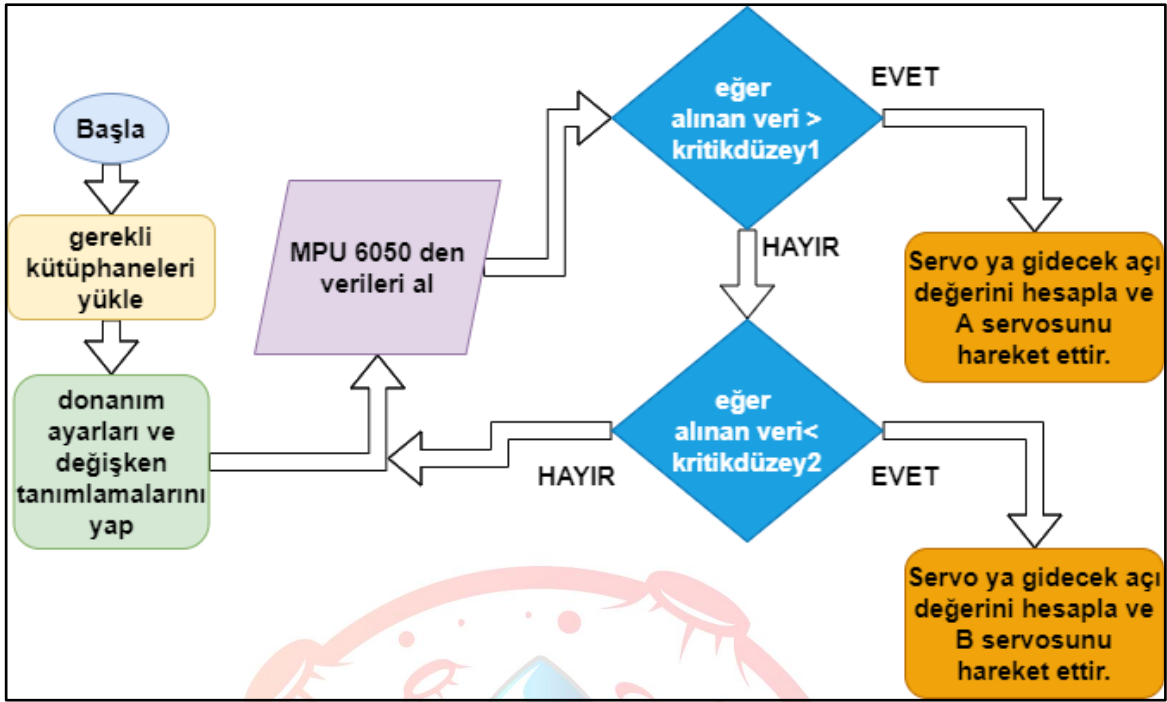 Başla
gerekli
kütüphaneleri
yükle
donanım
ayarları ve
değişken
tanımlamalarını
yap
MPU 6050 den
verileri al
eğer
alınan veri >
kritikdüzey1
EVET
HAYIR
Servo ya gidecek açı
değerini hesapla ve
A servosunu
hareket ettir.
eğer
alınan veri<
kritikdüzey2
HAYIR
EVET
Servo ya gidecek açı
değerini hesapla ve
B servosunu
hareket ettir.